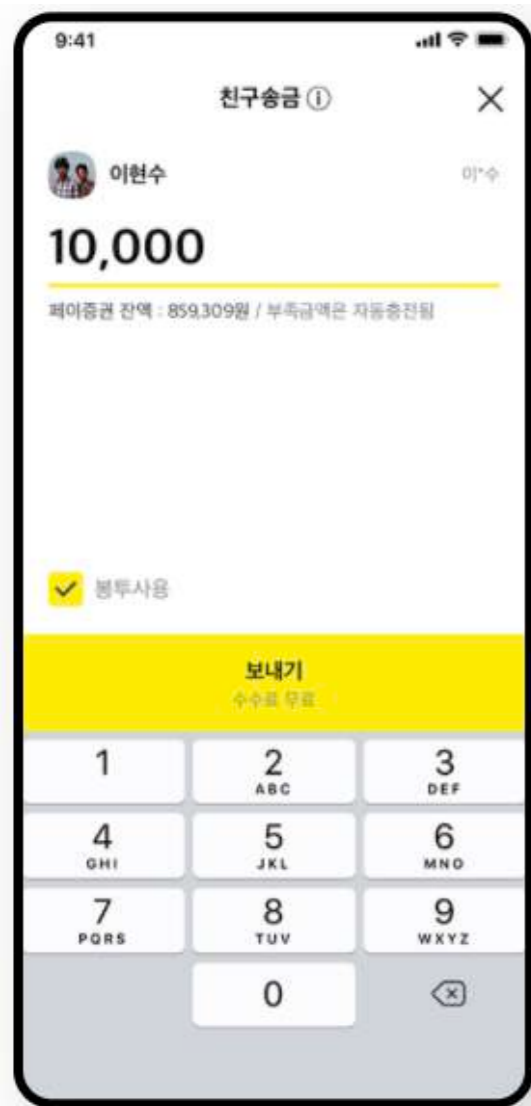 9:41
친구송금 ⓘ
이현수 이*수
10,000
페이증권 잔액 : 859,309원 / 부족금액은 자동충전됨
봉투사용
보내기
수수료 무료
1 2 3
ABC DEF
4 5 6
GHI JKL MNO
7 8 9
PQRS TUV WXYZ
0